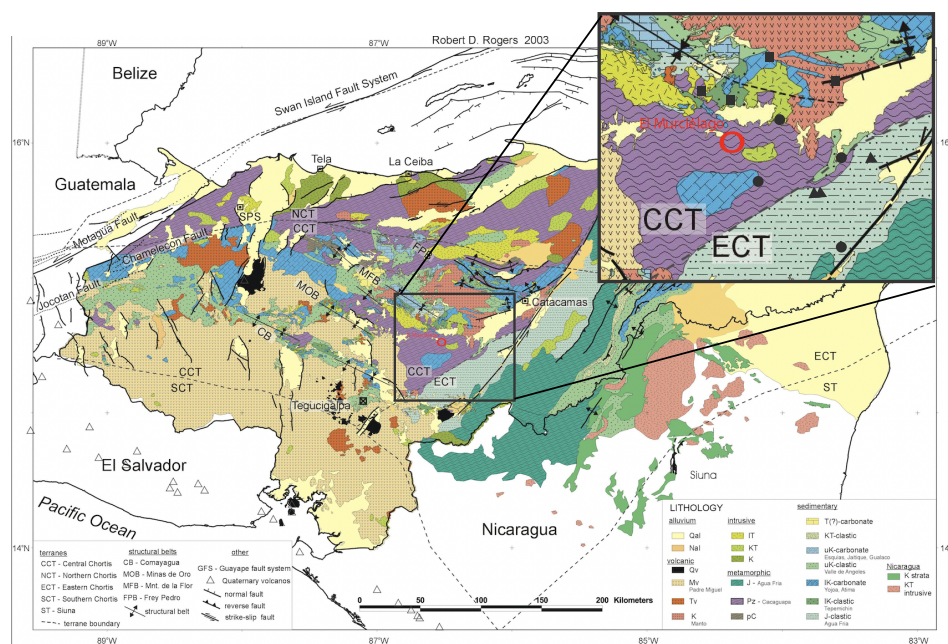 89°W
87°W
Robert D. Rogers 2003
Belize
Swan Island Fault System
16°N
Tela
La Ceiba
Guatemala
SPS
NCT
CCT
Motagua Fault
Chamelecon Fault
Jocotan Fault
FPB
MFB
MOB
CB
Catacamas
CCT
SCT
CCT
ECT
Tegucigalpa
El Salvador
Pacific Ocean
Nicaragua
Siuna
ECT
ST
14°N
El Murcielago
CCT
ECT
16
terranes
CCT - Central Chortis
NCT - Northern Chortis
ECT - Eastern Chortis
SCT - Southern Chortis
ST - Siuna
terrane boundary
structural belts
CB - Comayagua
MOB - Minas de Oro
MFB - Mnt. de la Flor
FPB - Frey Pedro
structural belt
other
GFS - Guayape fault system
Quaternary volcanos
normal fault
reverse fault
strike-slip fault
0 50 100 150 200 Kilometers
LITHOLOGY
alluvium
Qal
Nal
volcanic
Qv
Mv
Padre Miguel
Tv
K
Manto
intrusive
IT
KT
K
metamorphic
J - Agua Fria
Pz - Cacaguapa
pC
sedimentary
T(?)-carbonate
KT-clastic
uK-carbonate
Esquias, Jaitique, Guataco
uK-clastic
Valle de Angeles
lK-carbonate
Yojoa, Atima
lK-clastic
Tepemichin
J-clastic
Agua Fria
Nicaragua
K strata
KT
intrusive
89°W
87°W
85°W
83°W